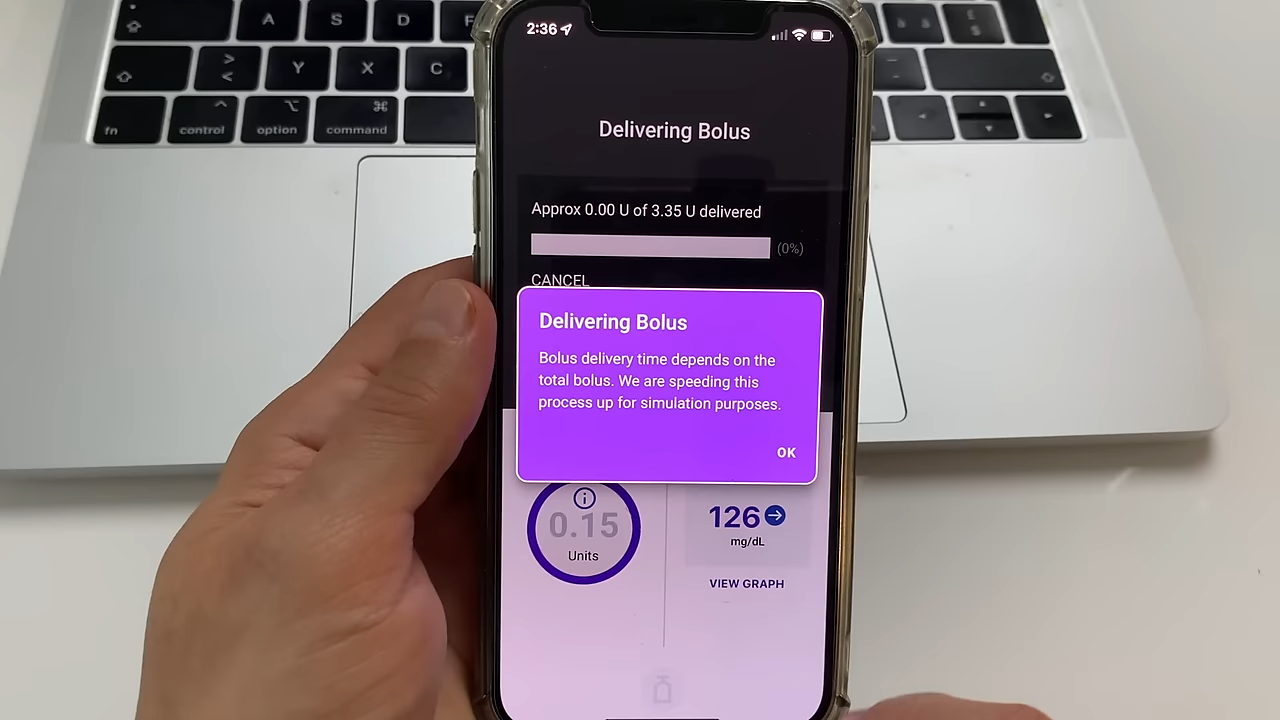 A S D F
> < Y X C
fn control ^ option ⌥ command ⌘
£ $
2:36
Delivering Bolus
Approx 0.00 U of 3.35 U delivered
(0%)
CANCEL
Delivering Bolus
Bolus delivery time depends on the
total bolus. We are speeding this
process up for simulation purposes.
OK
0.15
Units
126
mg/dL
VIEW GRAPH